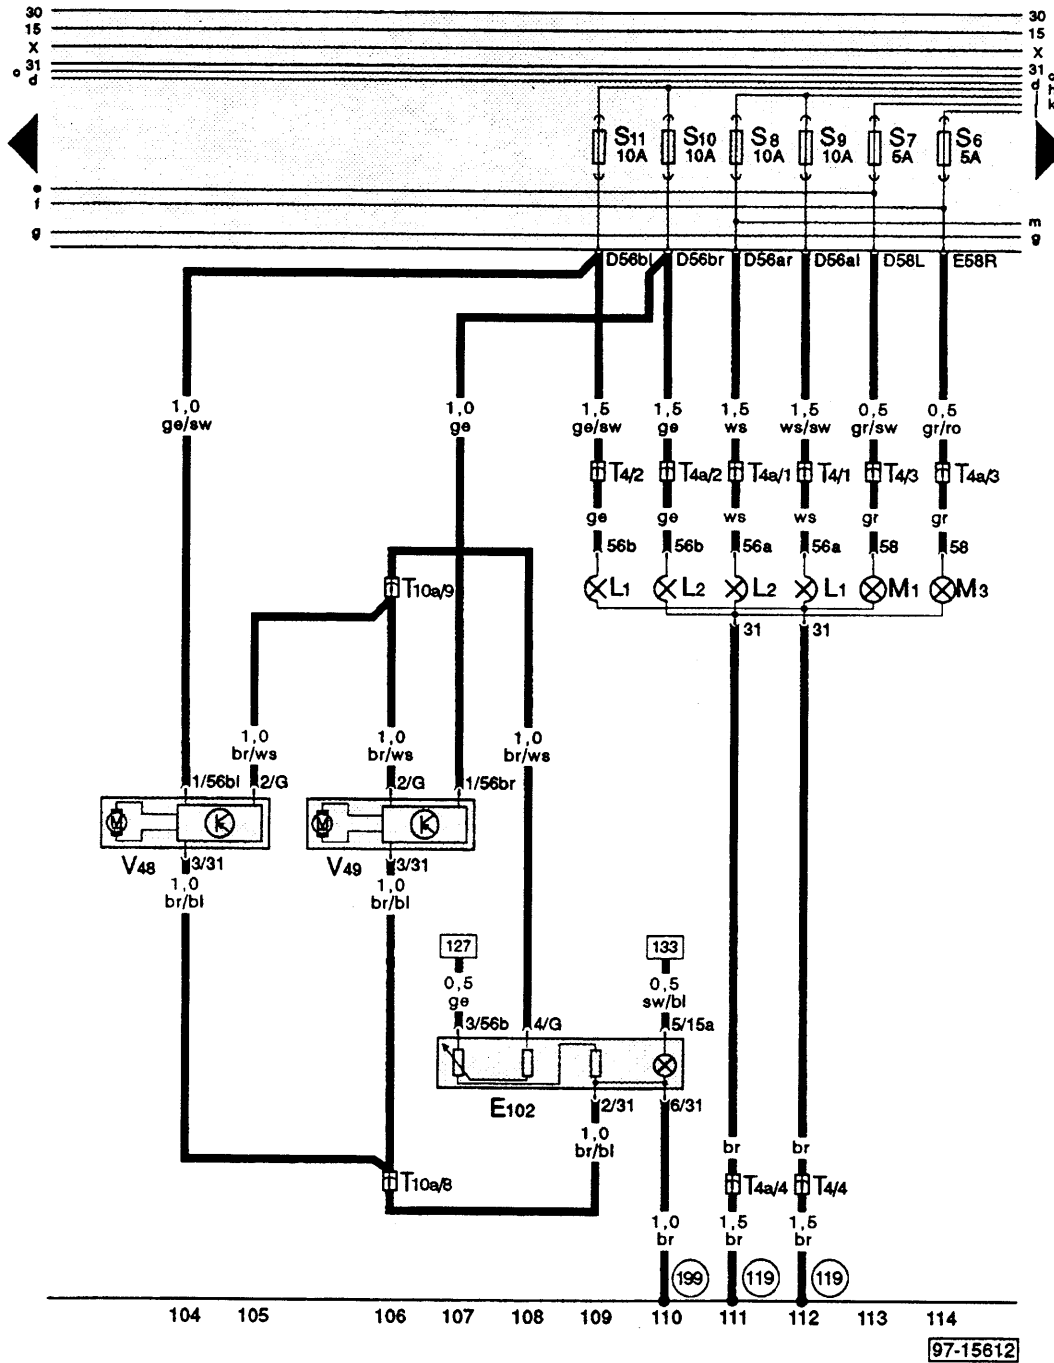 30 30
15 15
X X
31 31
c d d c h l k
S11 S10 S8 S9 S7 S6
10A 10A 10A 10A 5A 5A
e
f
m
g g
D56bl D56br D56ar D56al D58L E58R
1,0 1,0 1,5 1,5 1,5 1,5 0,5 0,5
ge/sw ge ge/sw ge ws ws/sw gr/sw gr/ro
T4/2 T4a/2 T4a/1 T4/1 T4/3 T4a/3
ge ge ws ws gr gr
56b 56b 56a 56a 58 58
T10a/9 L1 L2 L2 L1 M1 M3
31 31
1,0 1,0 1,0
br/ws br/ws br/ws
1/56bl 2/G 2/G 1/56br
M M
V48 3/31 V49 3/31
1,0 1,0
br/bl br/bl
127 133
0,5 0,5
ge sw/bl
3/56b 4/G 5/15a
E102 2/31 6/31
1,0
br/bl br br
T10a/8 T4a/4 T4/4
1,0 1,5 1,5
br br br
199 119 119
104 105 106 107 108 109 110 111 112 113 114
97-15612